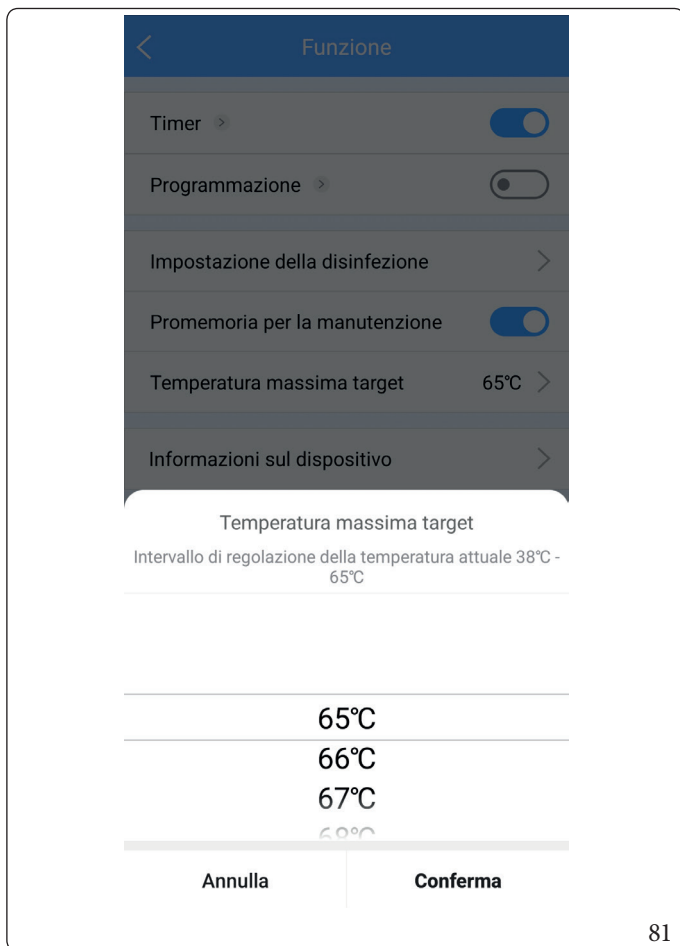 Funzione
Timer
Programmazione
Impostazione della disinfezione
Promemoria per la manutenzione
Temperatura massima target 65℃
Informazioni sul dispositivo
Temperatura massima target
Intervallo di regolazione della temperatura attuale 38℃ -
65℃
65℃
66℃
67℃
68℃
Annulla Conferma
81